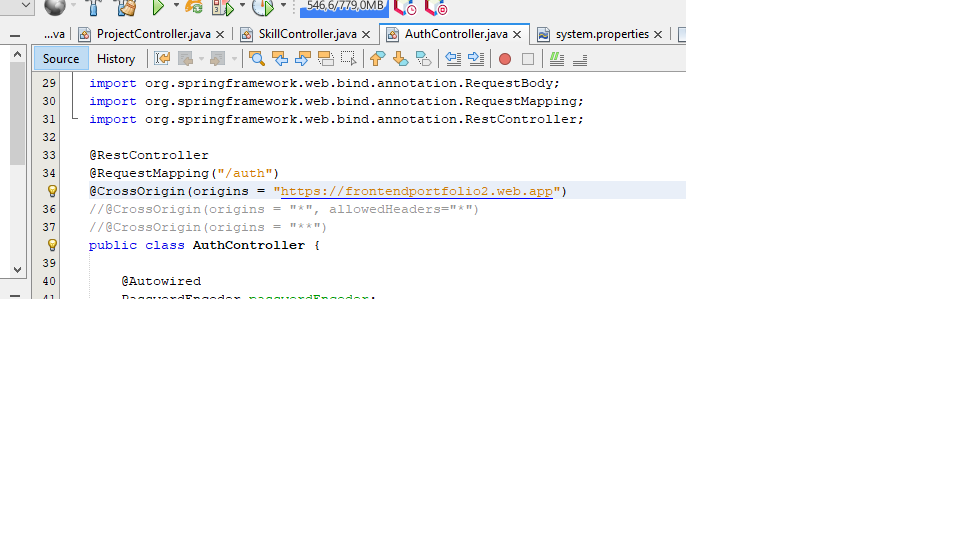 546,6/779,0MB
...va ProjectController.java SkillController.java AuthController.java system.properties
Source History
29 import org.springframework.web.bind.annotation.RequestBody;
30 import org.springframework.web.bind.annotation.RequestMapping;
31 import org.springframework.web.bind.annotation.RestController;
32
33 @RestController
34 @RequestMapping("/auth")
@CrossOrigin(origins = "https://frontendportfolio2.web.app")
36 //@CrossOrigin(origins = "*", allowedHeaders="*")
37 //@CrossOrigin(origins = "**")
public class AuthController {
39
40 @Autowired
41 PasswordEncoder passwordEncoder;